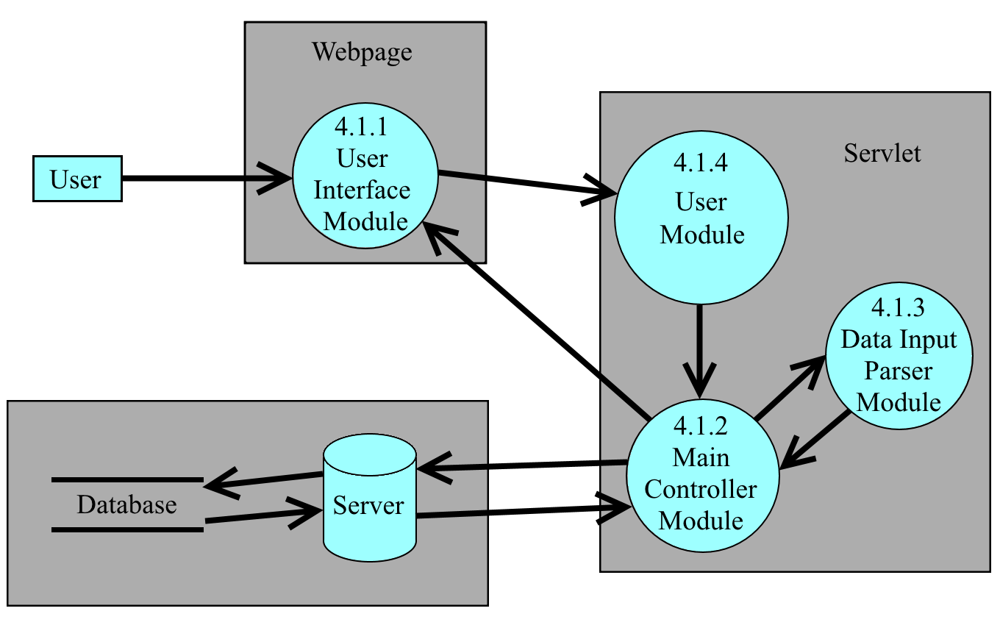 Webpage
4.1.1
User
Interface
Module
User
Servlet
4.1.4
User
Module
4.1.3
Data Input
Parser
Module
4.1.2
Main
Controller
Module
Database
Server